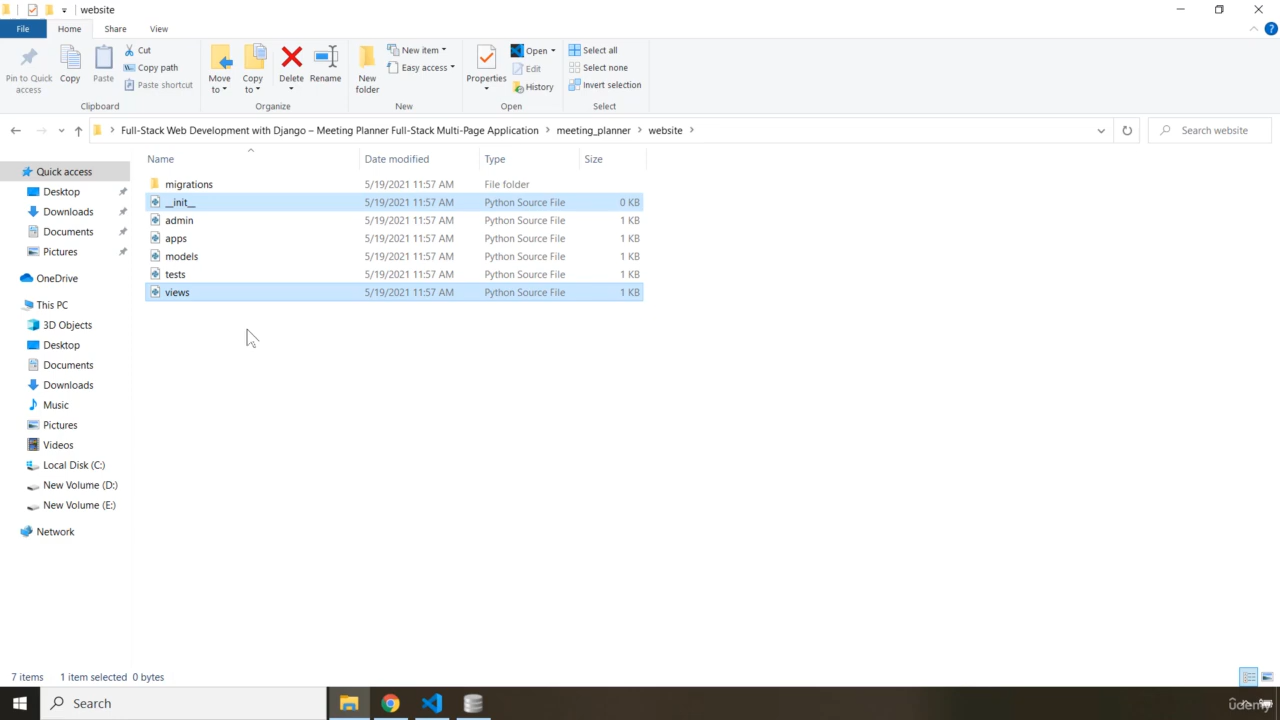 website
File
Home
Share
View
Pin to Quick access
Copy
Paste
Cut
Copy path
Paste shortcut
Clipboard
Move to
Copy to
Delete
Rename
Organize
New folder
New item
Easy access
New
Properties
Open
Edit
History
Open
Select all
Select none
Invert selection
Select
Full-Stack Web Development with Django – Meeting Planner Full-Stack Multi-Page Application > meeting_planner > website >
Search website
Name Date modified Type Size
migrations 5/19/2021 11:57 AM File folder
__init__ 5/19/2021 11:57 AM Python Source File 0 KB
admin 5/19/2021 11:57 AM Python Source File 1 KB
apps 5/19/2021 11:57 AM Python Source File 1 KB
models 5/19/2021 11:57 AM Python Source File 1 KB
tests 5/19/2021 11:57 AM Python Source File 1 KB
views 5/19/2021 11:57 AM Python Source File 1 KB
Quick access
Desktop
Downloads
Documents
Pictures
OneDrive
This PC
3D Objects
Desktop
Documents
Downloads
Music
Pictures
Videos
Local Disk (C:)
New Volume (D:)
New Volume (E:)
Network
7 items 1 item selected 0 bytes
Search
udemy